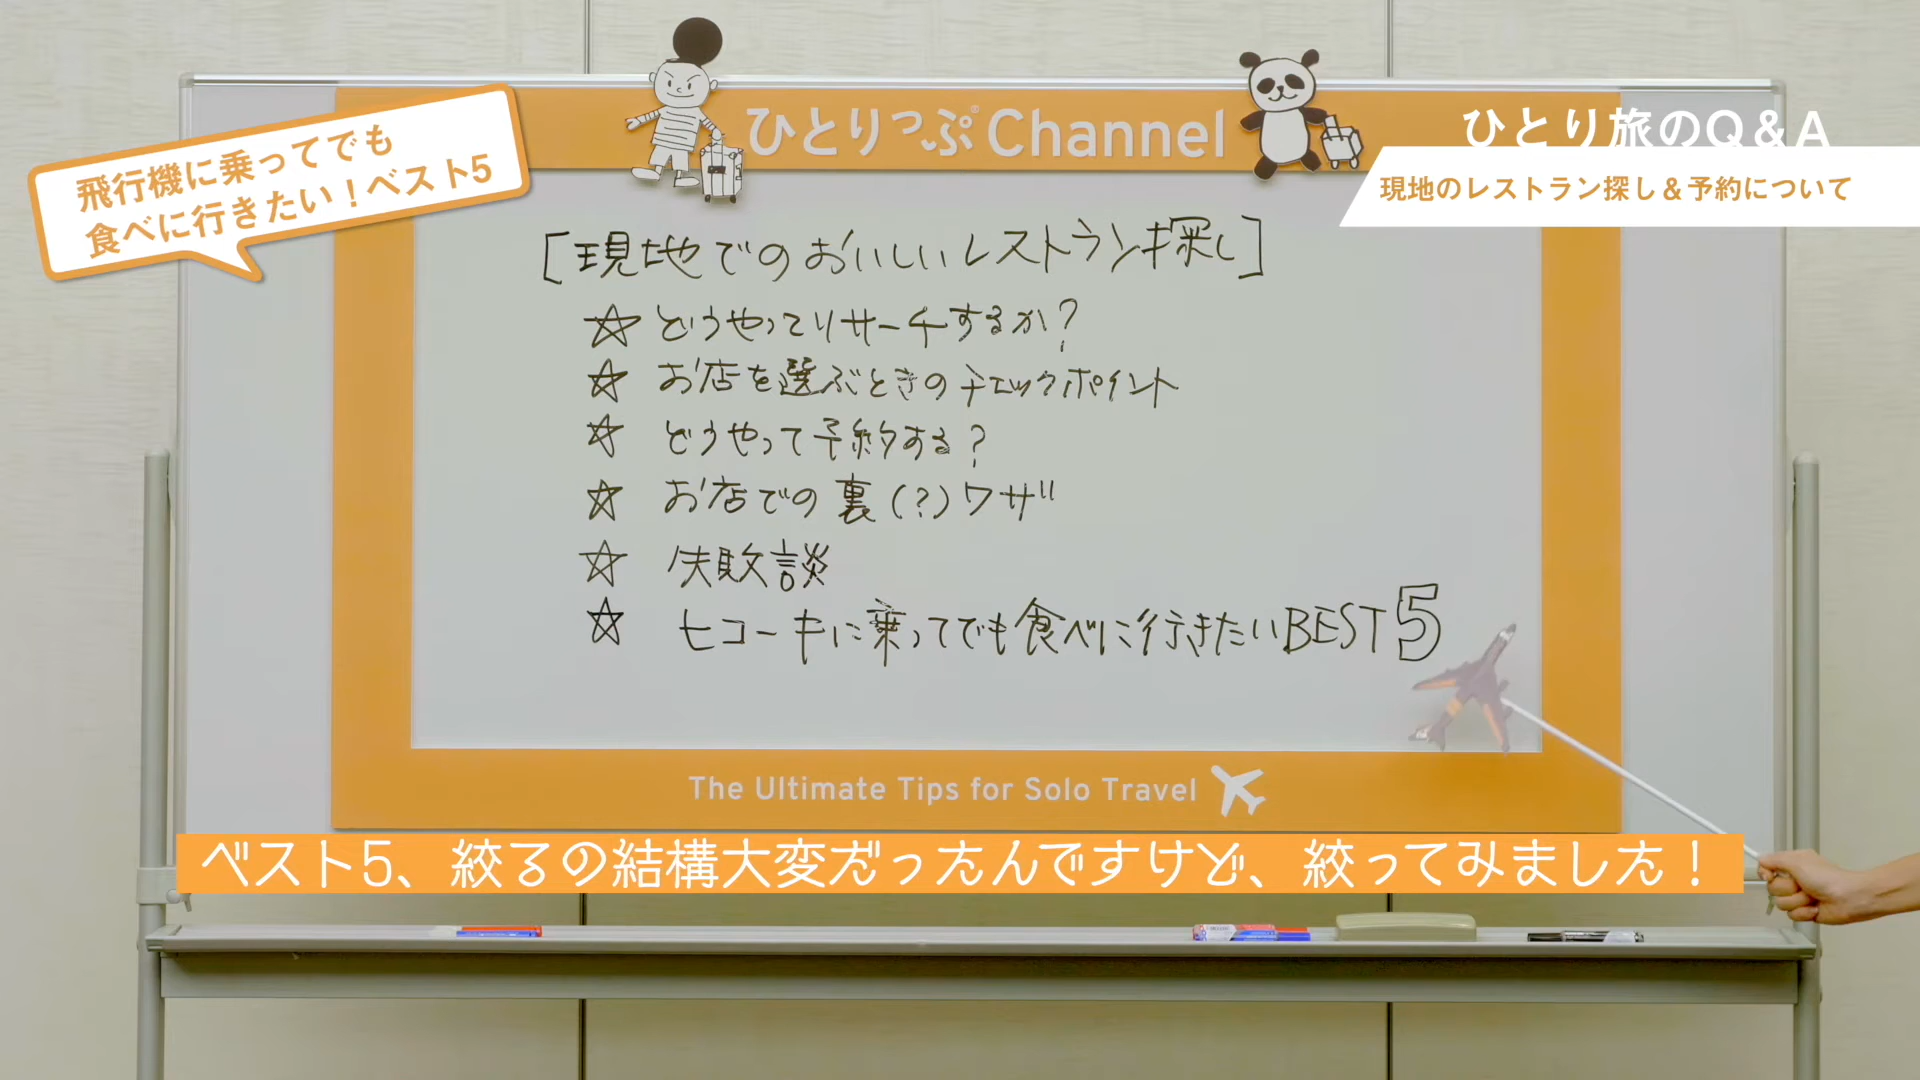 飛行機に乗ってでも
食べに行きたい！ベスト5
ひとりっぷ® Channel
ひとり旅のQ＆A
現地のレストラン探し＆予約について
[現地でのおいしいレストラン探し]
☆ どうやってリサーチするか？
☆ お店を選ぶときのチェックポイント
☆ どうやって予約する？
☆ お店での裏(?)ワザ
☆ 失敗談
☆ ヒコーキに乗ってでも食べに行きたいBEST5
The Ultimate Tips for Solo Travel
ベスト5、絞るの結構大変だったんですけど、絞ってみました！